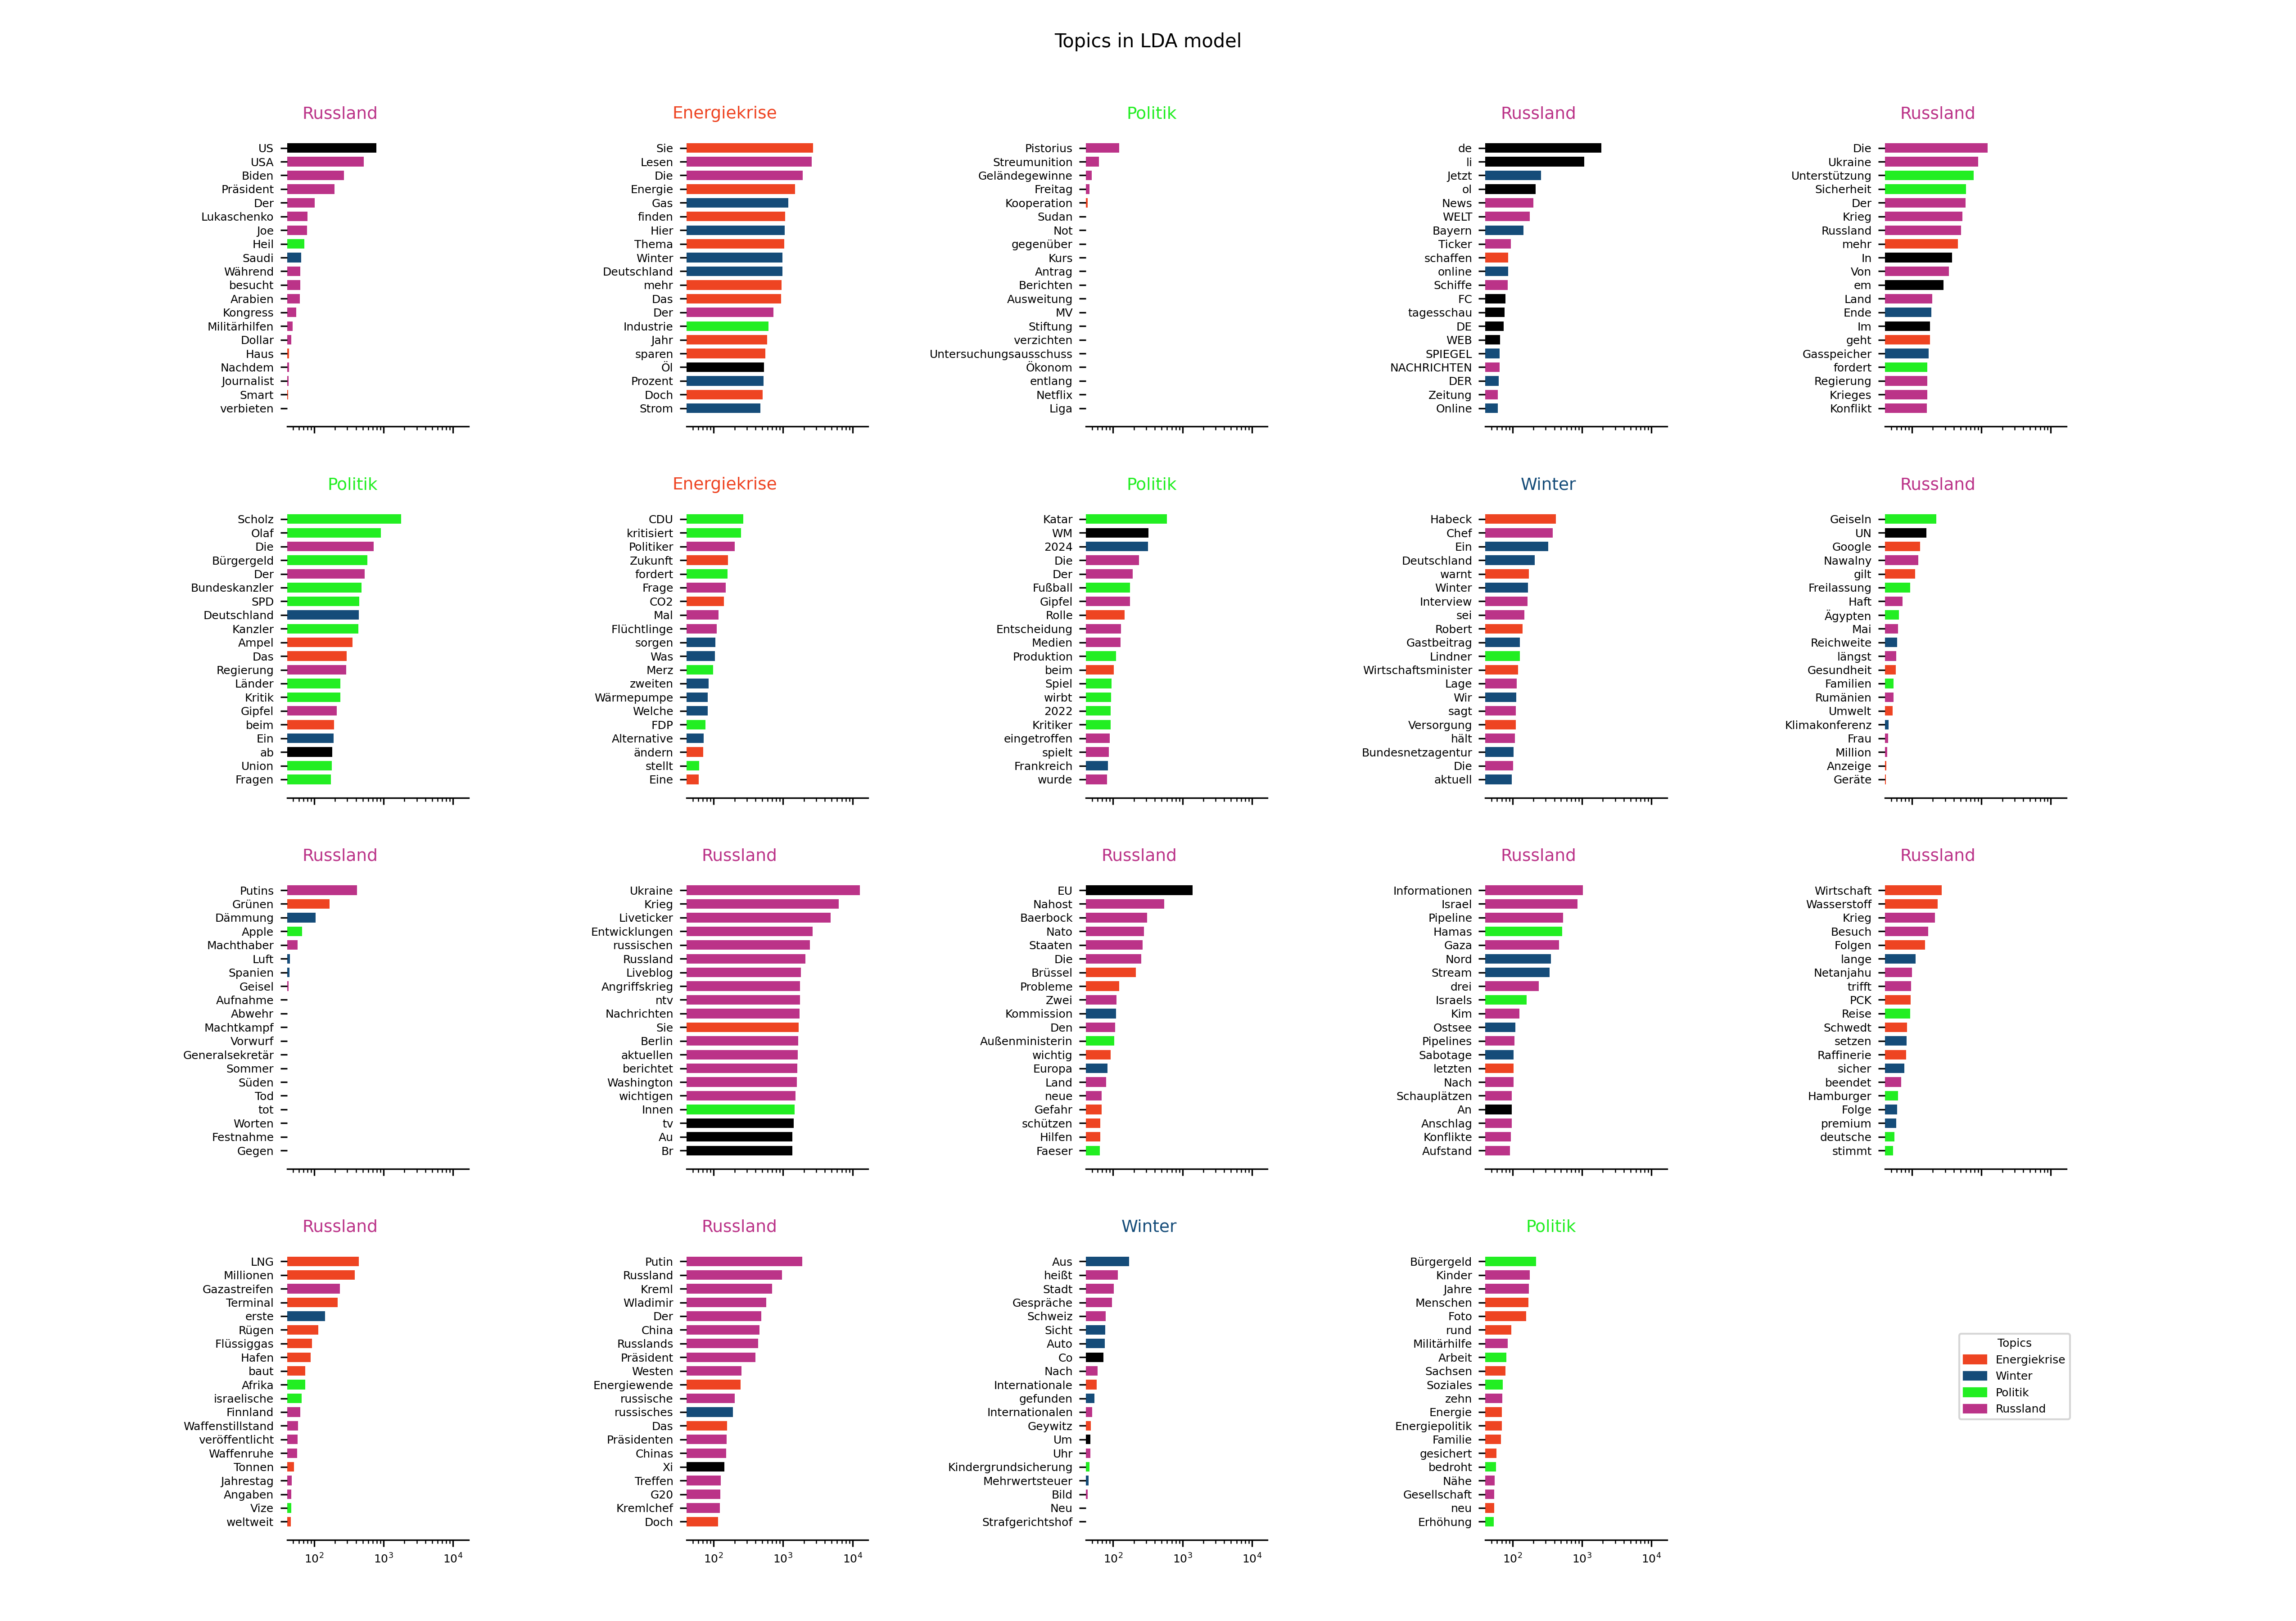 Topics in LDA model
Russland
US
USA
Biden
Präsident
Der
Lukaschenko
Joe
Heil
Saudi
Während
besucht
Arabien
Kongress
Militärhilfen
Dollar
Haus
Nachdem
Journalist
Smart
verbieten
Energiekrise
Sie
Lesen
Die
Energie
Gas
finden
Hier
Thema
Winter
Deutschland
mehr
Das
Der
Industrie
Jahr
sparen
Öl
Prozent
Doch
Strom
Politik
Pistorius
Streumunition
Geländegewinne
Freitag
Kooperation
Sudan
Not
gegenüber
Kurs
Antrag
Berichten
Ausweitung
MV
Stiftung
verzichten
Untersuchungsausschuss
Ökonom
entlang
Netflix
Liga
Russland
de
li
Jetzt
ol
News
WELT
Bayern
Ticker
schaffen
online
Schiffe
FC
tagesschau
DE
WEB
SPIEGEL
NACHRICHTEN
DER
Zeitung
Online
Russland
Die
Ukraine
Unterstützung
Sicherheit
Der
Krieg
Russland
mehr
In
Von
em
Land
Ende
Im
geht
Gasspeicher
fordert
Regierung
Krieges
Konflikt
Politik
Scholz
Olaf
Die
Bürgergeld
Der
Bundeskanzler
SPD
Deutschland
Kanzler
Ampel
Das
Regierung
Länder
Kritik
Gipfel
beim
Ein
ab
Union
Fragen
Energiekrise
CDU
kritisiert
Politiker
Zukunft
fordert
Frage
CO2
Mal
Flüchtlinge
sorgen
Was
Merz
zweiten
Wärmepumpe
Welche
FDP
Alternative
ändern
stellt
Eine
Politik
Katar
WM
2024
Die
Der
Fußball
Gipfel
Rolle
Entscheidung
Medien
Produktion
beim
Spiel
wirbt
2022
Kritiker
eingetroffen
spielt
Frankreich
wurde
Winter
Habeck
Chef
Ein
Deutschland
warnt
Winter
Interview
sei
Robert
Gastbeitrag
Lindner
Wirtschaftsminister
Lage
Wir
sagt
Versorgung
hält
Bundesnetzagentur
Die
aktuell
Russland
Geiseln
UN
Google
Nawalny
gilt
Freilassung
Haft
Ägypten
Mai
Reichweite
längst
Gesundheit
Familien
Rumänien
Umwelt
Klimakonferenz
Frau
Million
Anzeige
Geräte
Russland
Putins
Grünen
Dämmung
Apple
Machthaber
Luft
Spanien
Geisel
Aufnahme
Abwehr
Machtkampf
Vorwurf
Generalsekretär
Sommer
Süden
Tod
tot
Worten
Festnahme
Gegen
Russland
Ukraine
Krieg
Liveticker
Entwicklungen
russischen
Russland
Liveblog
Angriffskrieg
ntv
Nachrichten
Sie
Berlin
aktuellen
berichtet
Washington
wichtigen
Innen
tv
Au
Br
Russland
EU
Nahost
Baerbock
Nato
Staaten
Die
Brüssel
Probleme
Zwei
Kommission
Den
Außenministerin
wichtig
Europa
Land
neue
Gefahr
schützen
Hilfen
Faeser
Russland
Informationen
Israel
Pipeline
Hamas
Gaza
Nord
Stream
drei
Israels
Kim
Ostsee
Pipelines
Sabotage
letzten
Nach
Schauplätzen
An
Anschlag
Konflikte
Aufstand
Russland
Wirtschaft
Wasserstoff
Krieg
Besuch
Folgen
lange
Netanjahu
trifft
PCK
Reise
Schwedt
setzen
Raffinerie
sicher
beendet
Hamburger
Folge
premium
deutsche
stimmt
Russland
LNG
Millionen
Gazastreifen
Terminal
erste
Rügen
Flüssiggas
Hafen
baut
Afrika
israelische
Finnland
Waffenstillstand
veröffentlicht
Waffenruhe
Tonnen
Jahrestag
Angaben
Vize
weltweit
10² 10³ 10⁴
Russland
Putin
Russland
Kreml
Wladimir
Der
China
Russlands
Präsident
Westen
Energiewende
russische
russisches
Das
Präsidenten
Chinas
Xi
Treffen
G20
Kremlchef
Doch
10² 10³ 10⁴
Winter
Aus
heißt
Stadt
Gespräche
Schweiz
Sicht
Auto
Co
Nach
Internationale
gefunden
Internationalen
Geywitz
Um
Uhr
Kindergrundsicherung
Mehrwertsteuer
Bild
Neu
Strafgerichtshof
10² 10³ 10⁴
Politik
Bürgergeld
Kinder
Jahre
Menschen
Foto
rund
Militärhilfe
Arbeit
Sachsen
Soziales
zehn
Energie
Energiepolitik
Familie
gesichert
bedroht
Nähe
Gesellschaft
neu
Erhöhung
10² 10³ 10⁴
Topics
Energiekrise
Winter
Politik
Russland